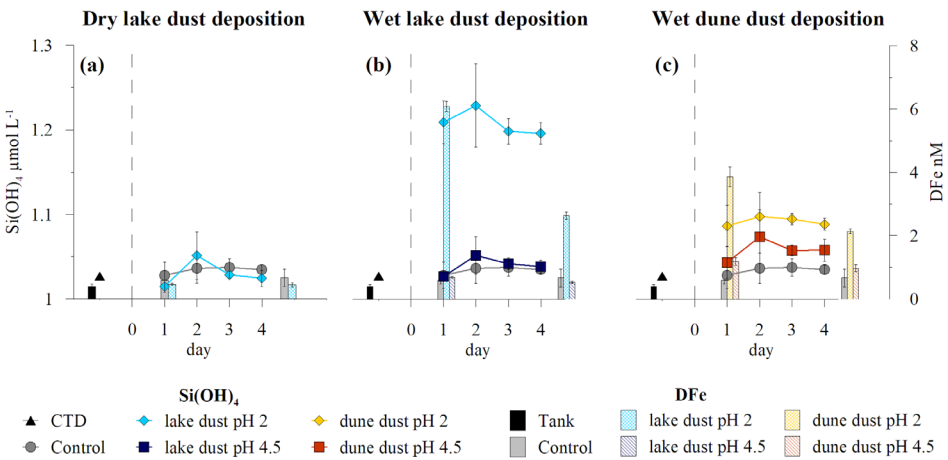 Dry lake dust deposition Wet lake dust deposition Wet dune dust deposition
1.3 (a) (b) (c) 8
1.2 6
Si(OH)4 µmol L-1 4 DFe nM
1.1 2
1 0
0 1 2 3 4 0 1 2 3 4 0 1 2 3 4
day day day
Si(OH)4 DFe
CTD lake dust pH 2 dune dust pH 2 Tank lake dust pH 2 dune dust pH 2
Control lake dust pH 4.5 dune dust pH 4.5 Control lake dust pH 4.5 dune dust pH 4.5